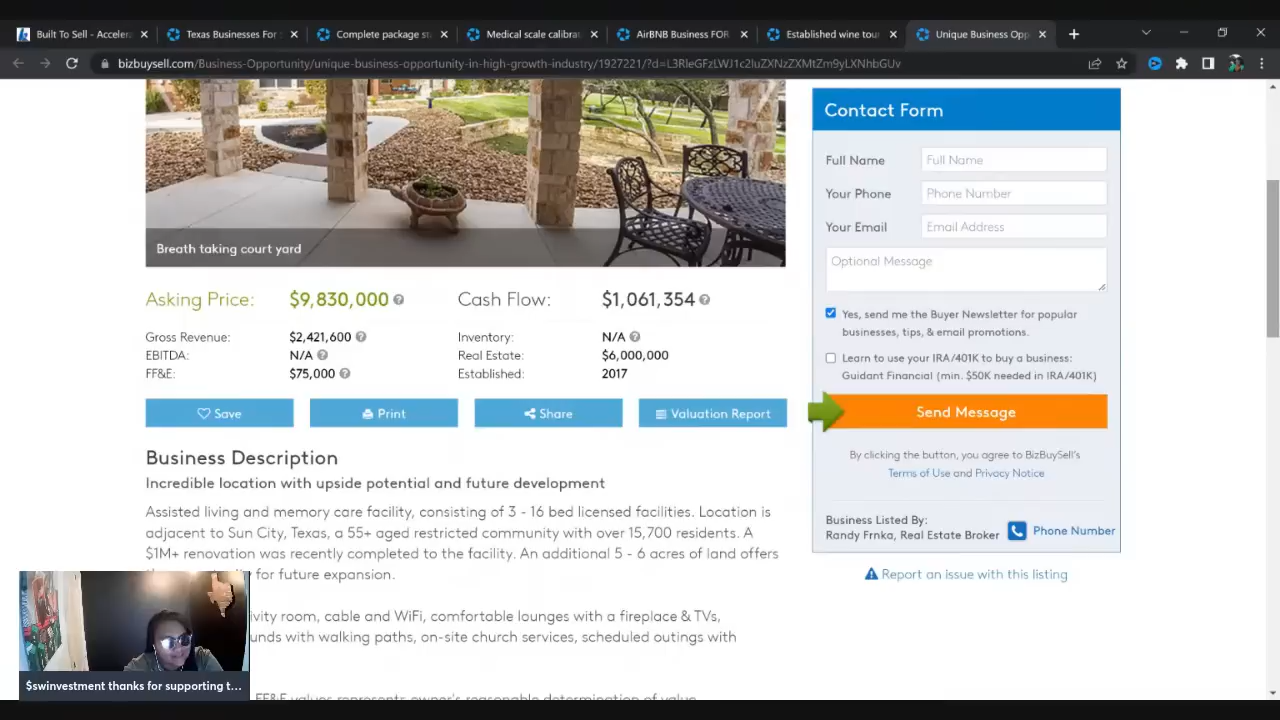 Built To Sell - Accelera
Texas Businesses For
Complete package st
Medical scale calibra
AirBNB Business FOR
Established wine tou
Unique Business Opp
bizbuysell.com/Business-Opportunity/unique-business-opportunity-in-high-growth-industry/1927221/?d=L3RleGFzLWJ1c2luZXNzZXMtZm9yLXNhbGUv
Breath taking court yard
Asking Price: $9,830,000 Cash Flow: $1,061,354
Gross Revenue: $2,421,600 Inventory: N/A
EBITDA: N/A Real Estate: $6,000,000
FF&E: $75,000 Established: 2017
Save Print Share Valuation Report
Business Description
Incredible location with upside potential and future development
Assisted living and memory care facility, consisting of 3 - 16 bed licensed facilities. Location is
adjacent to Sun City, Texas, a 55+ aged restricted community with over 15,700 residents. A
$1M+ renovation was recently completed to the facility. An additional 5 - 6 acres of land offers
for future expansion.
ivity room, cable and WiFi, comfortable lounges with a fireplace & TVs,
unds with walking paths, on-site church services, scheduled outings with
FF&E values represents owner's reasonable determination of value
$swinvestment thanks for supporting t...
Contact Form
Full Name Full Name
Your Phone Phone Number
Your Email Email Address
Optional Message
Yes, send me the Buyer Newsletter for popular
businesses, tips, & email promotions.
Learn to use your IRA/401K to buy a business:
Guidant Financial (min. $50K needed in IRA/401K)
Send Message
By clicking the button, you agree to BizBuySell's
Terms of Use and Privacy Notice
Business Listed By:
Randy Frnka, Real Estate Broker
Phone Number
Report an issue with this listing